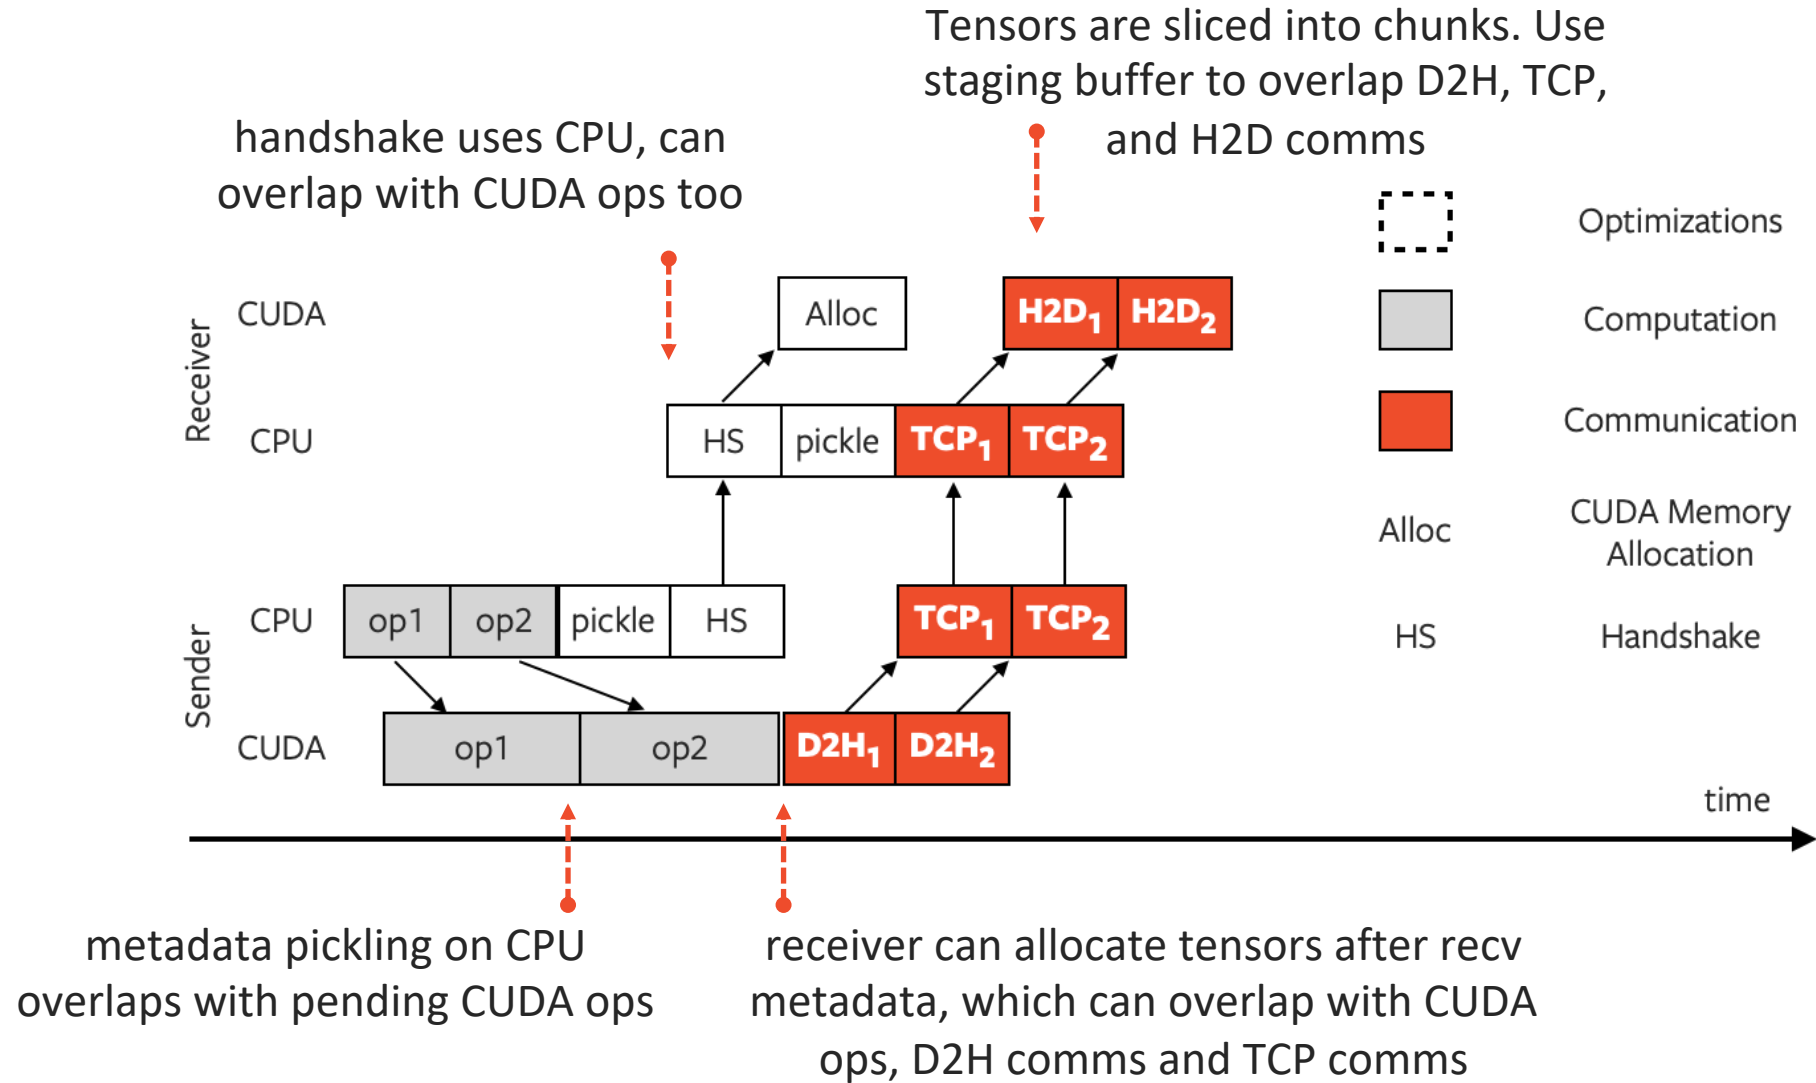 Tensors are sliced into chunks. Use
staging buffer to overlap D2H, TCP,
and H2D comms
handshake uses CPU, can
overlap with CUDA ops too
Optimizations
Computation
Communication
Alloc
CUDA Memory
Allocation
HS
Handshake
Receiver
CUDA
Alloc
H2D1
H2D2
CPU
HS
pickle
TCP1
TCP2
Sender
CPU
op1
op2
pickle
HS
TCP1
TCP2
CUDA
op1
op2
D2H1
D2H2
time
metadata pickling on CPU
overlaps with pending CUDA ops
receiver can allocate tensors after recv
metadata, which can overlap with CUDA
ops, D2H comms and TCP comms